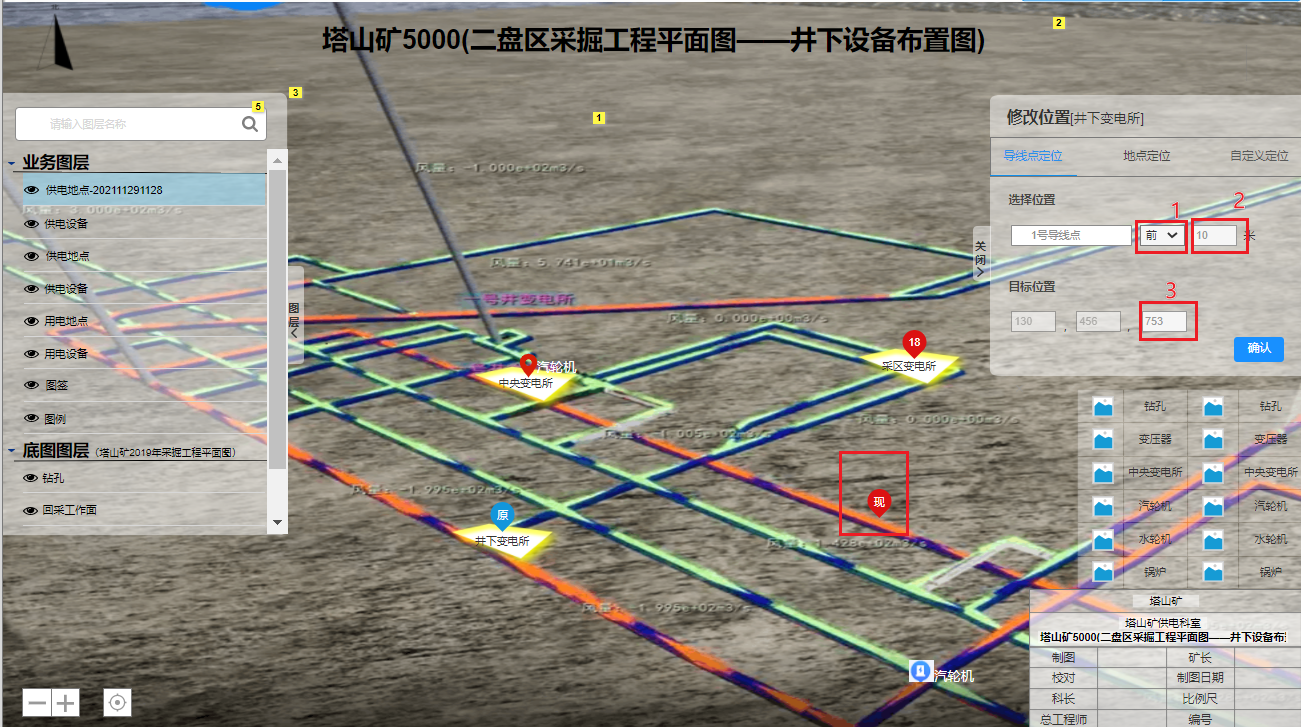 塔山矿5000(二盘区采掘工程平面图——井下设备布置图)
2
3
5
1
请输入图层名称
业务图层
供电地点-202111291128
供电设备
供电地点
供电设备
用电地点
用电设备
图签
图例
底图图层 (塔山矿2019年采掘工程平面图)
钻孔
回采工作面
图层
风量: -1.000e+02m3/s
3.000e+02m3/s
风量: 5.741e+01m3/s
一号井变电所
风量: 0.000e+00m3/s
汽轮机
中央变电所
18
采区变电所
风量: 0.000e+00m3/s
1.005e+02m3/s
风量: -1.995e+02m3/s
现
原
井下变电所
风量: 1.428e+02m3/s
风量: -1.995e+02m3/s
汽轮机
修改位置[井下变电所]
导线点定位 地点定位 自定义定位
选择位置
1 2
1号导线点 前 10 米
关闭
目标位置
3
130 , 456 , 753
确认
钻孔 钻孔
变压器 变压器
中央变电所 中央变电所
汽轮机 汽轮机
水轮机 水轮机
锅炉 锅炉
塔山矿
塔山矿供电科室
塔山矿5000(二盘区采掘工程平面图——井下设备布
制图 矿长
校对 制图日期
科长 比例尺
总工程师 编号